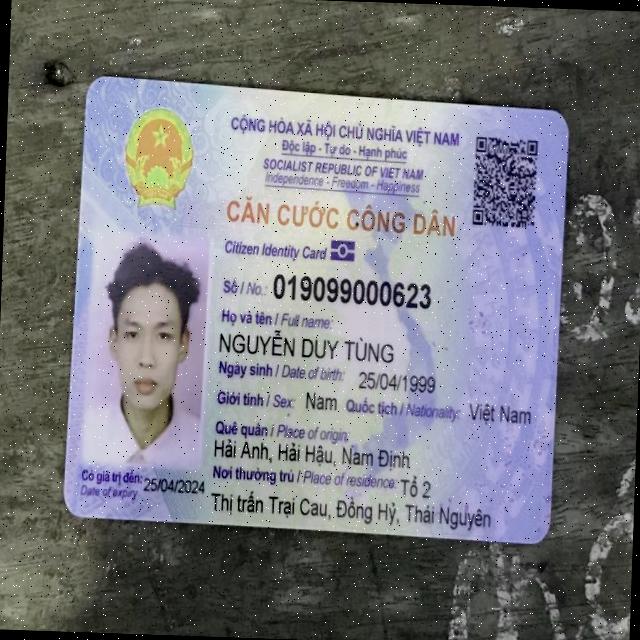 CỘNG HÒA XÃ HỘI CHỦ NGHĨA VIỆT NAM
Độc lập - Tự do - Hạnh phúc
SOCIALIST REPUBLIC OF VIET NAM
Independence - Freedom - Happiness
CĂN CƯỚC CÔNG DÂN
Citizen Identity Card
Số / No.: 019099000623
Họ và tên / Full name:
NGUYỄN DUY TÙNG
Ngày sinh / Date of birth: 25/04/1999
Giới tính / Sex: Nam Quốc tịch / Nationality: Việt Nam
Quê quán / Place of origin:
Hải Anh, Hải Hậu, Nam Định
Nơi thường trú / Place of residence: Tổ 2
Thị trấn Trại Cau, Đồng Hỷ, Thái Nguyên
Có giá trị đến: 25/04/2024
Date of expiry